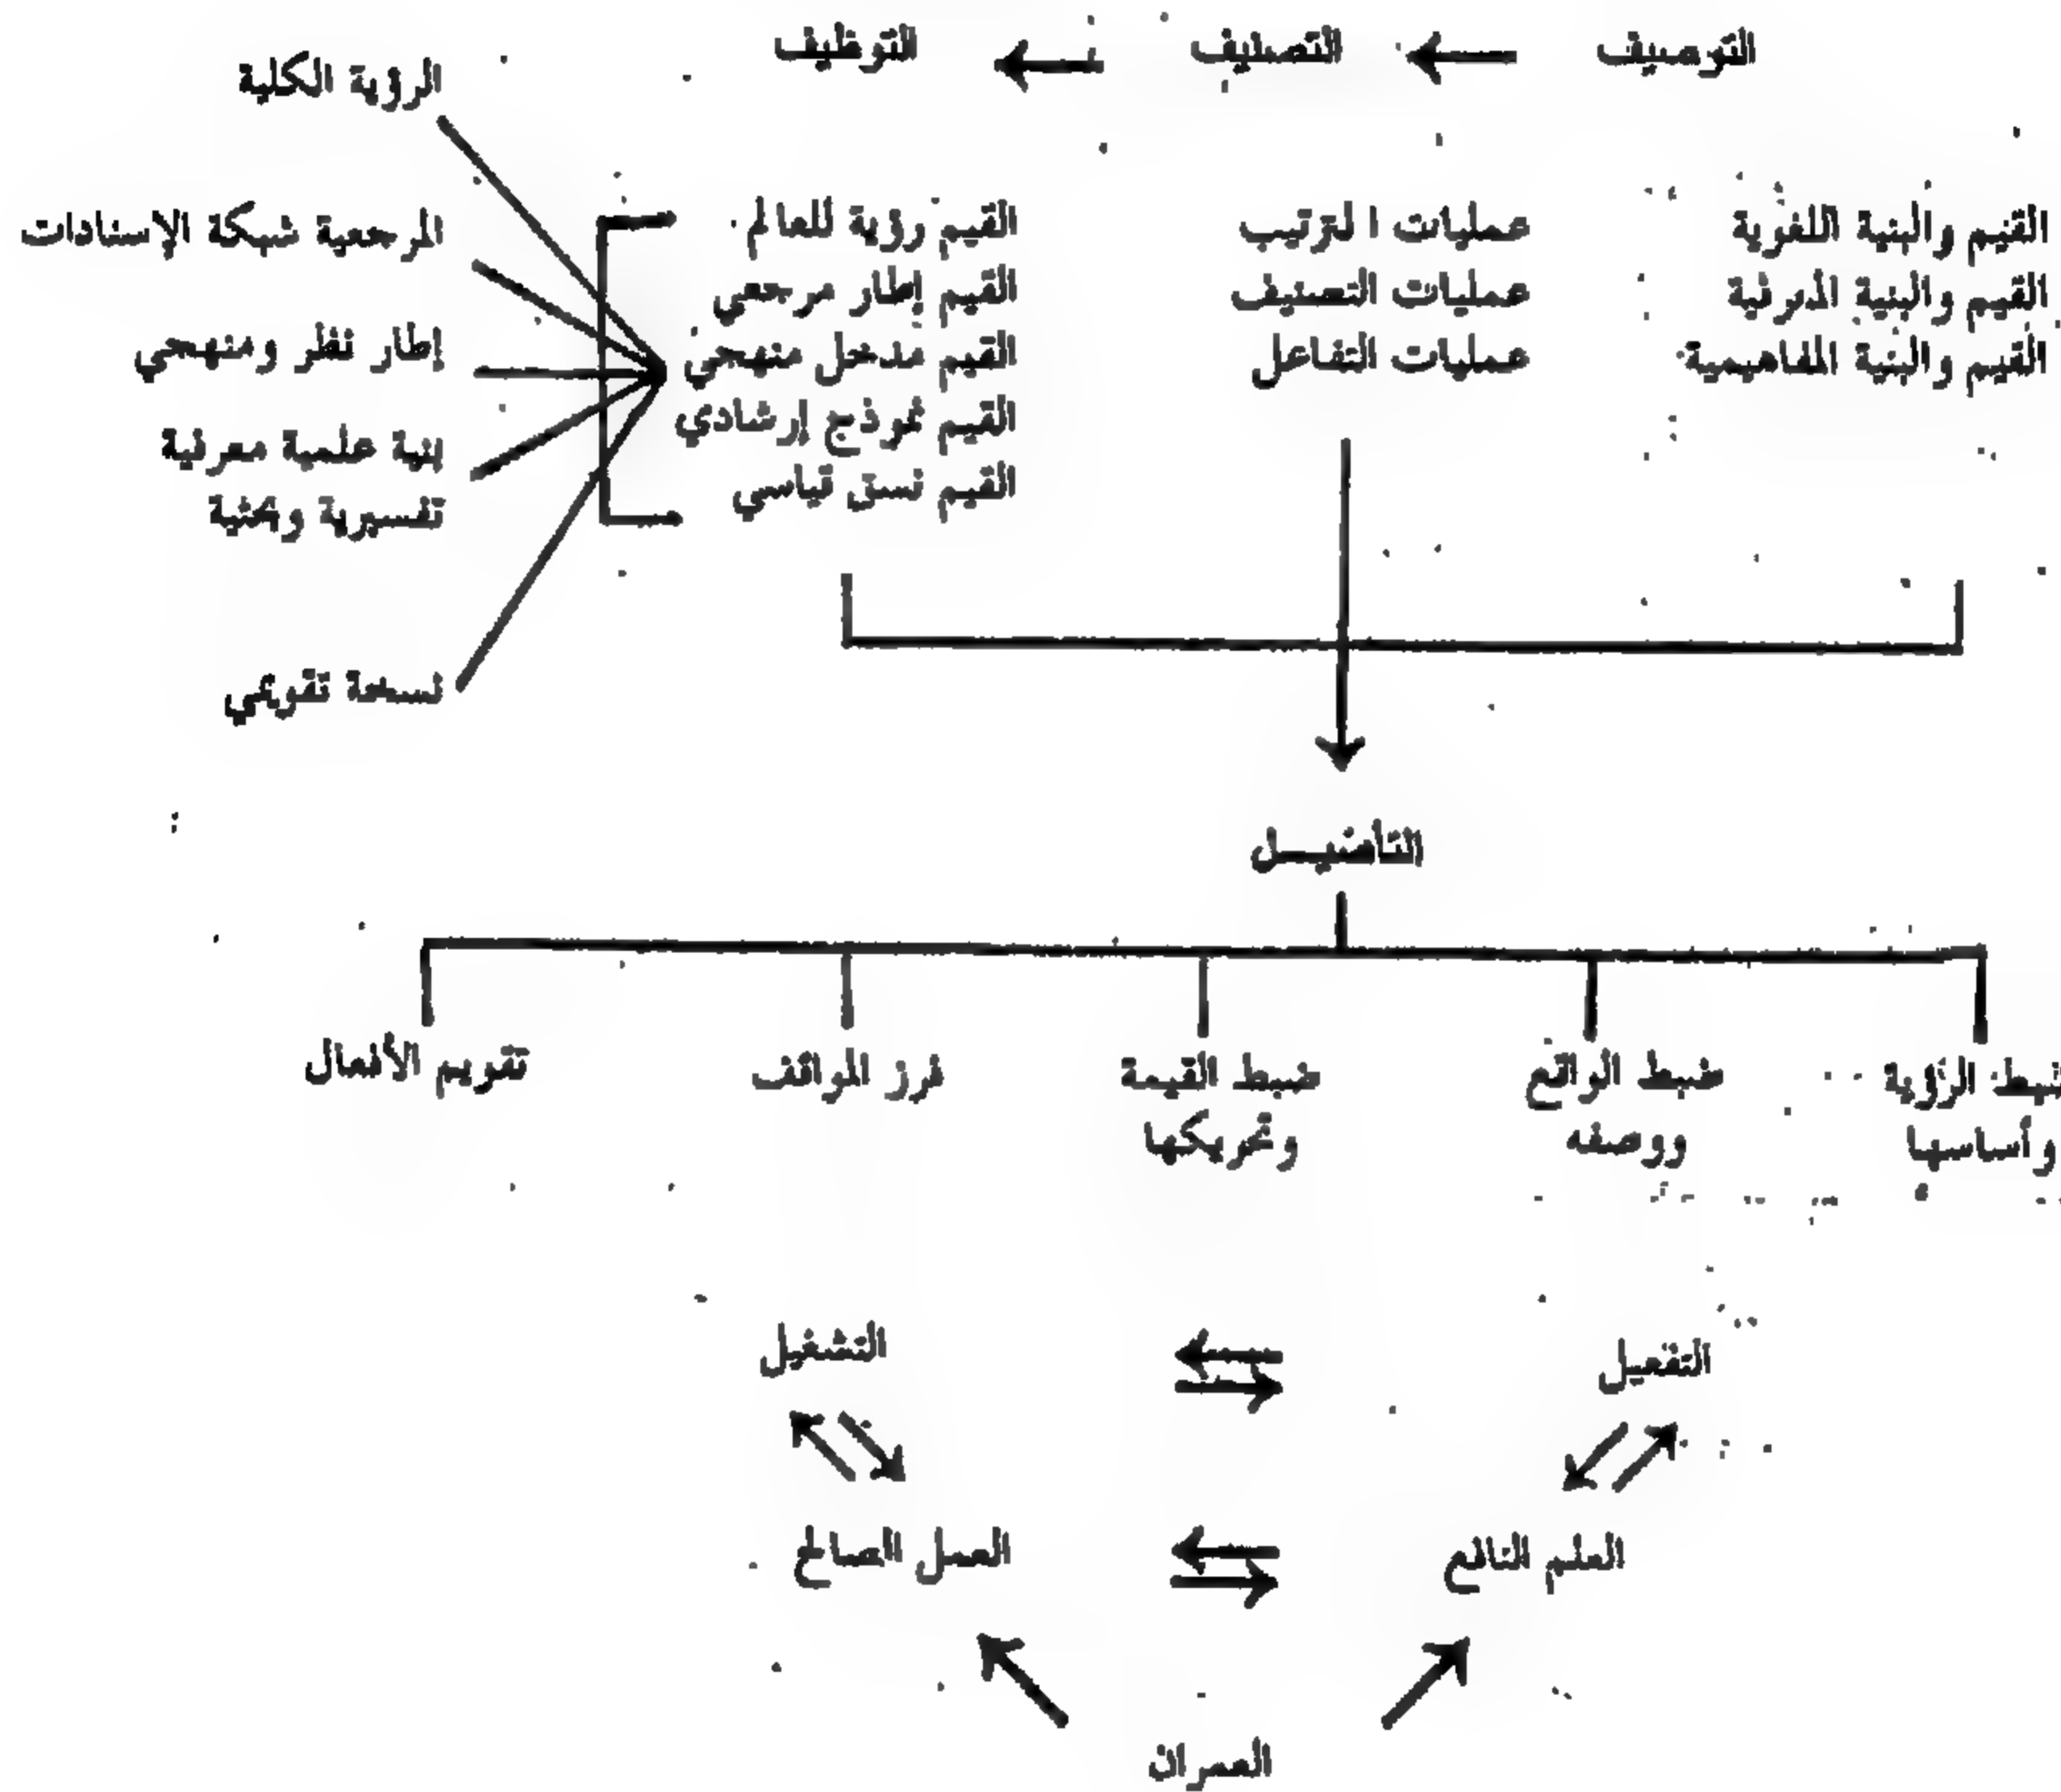 التوصيف
التصنيف
التوظيف
القيم والبنية اللغوية
القيم والبنية المعرفية
القيم والبنية المفاهيمية
عمليات الترتيب
عمليات التصنيف
عمليات التفاعل
القيم رؤية للعالم
القيم إطار مرجعي
القيم مدخل منهجي
القيم نموذج إرشادي
القيم نسق قياسي
الرؤية الكلية
المرجعية شبكة الإسنادات
إطار نظر ومنهجي
بنية علمية معرفية
تفسيرية وبحثية
نسخة تقويمي
التأصيل
ضبط الرؤية
وأساسها
ضبط الواقع
ووصفه
ضبط القيمة
وتحريكها
فرز المواقف
تقويم الأفعال
التفعيل
التشغيل
العلم النافع
العمل الصالح
العمران